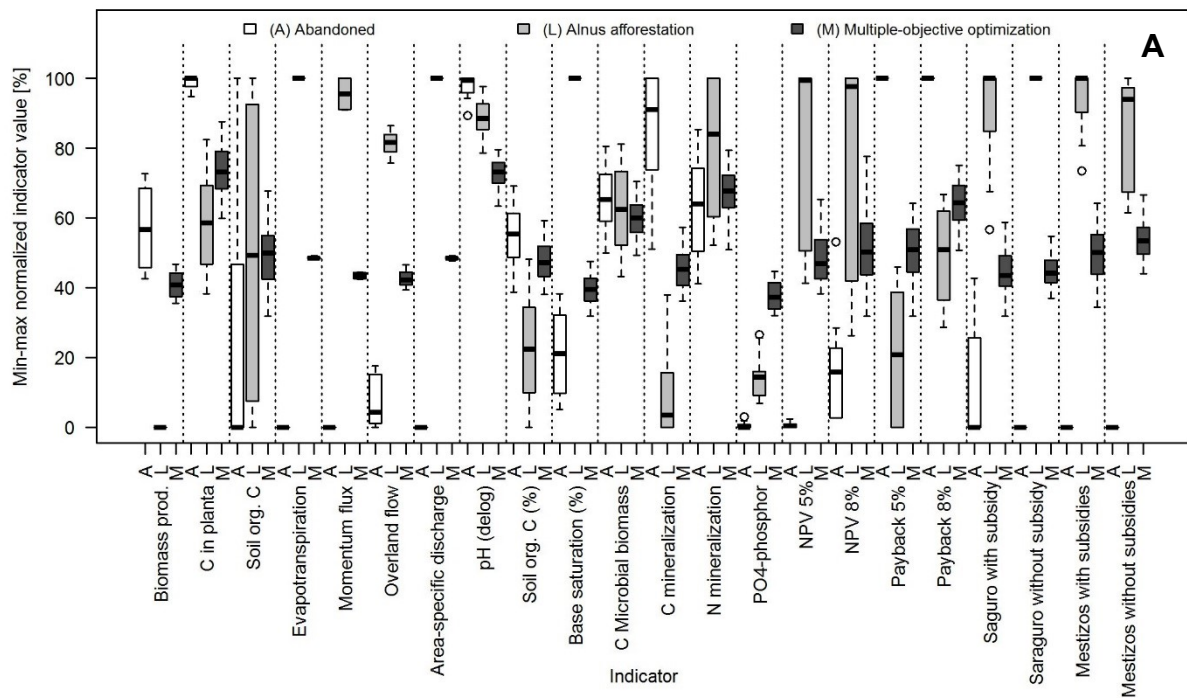 (A) Abandoned (L) Alnus afforestation (M) Multiple-objective optimization
A
Min-max normalized indicator value [%]
100
80
60
40
20
0
A L M A L M A L M A L M A L M A L M A L M A L M A L M A L M A L M A L M A L M A L M A L M A L M A L M A L M A L M A L M A L M A L M
Biomass prod.
C in planta
Soil org. C
Evapotranspiration
Momentum flux
Overland flow
Area-specific discharge
pH (delog)
Soil org. C (%)
Base saturation (%)
C Microbial biomass
C mineralization
N mineralization
PO4-phosphor
NPV 5%
NPV 8%
Payback 5%
Payback 8%
Saguro with subsidy
Saraguro without subsidy
Mestizos with subsidies
Mestizos without subsidies
Indicator